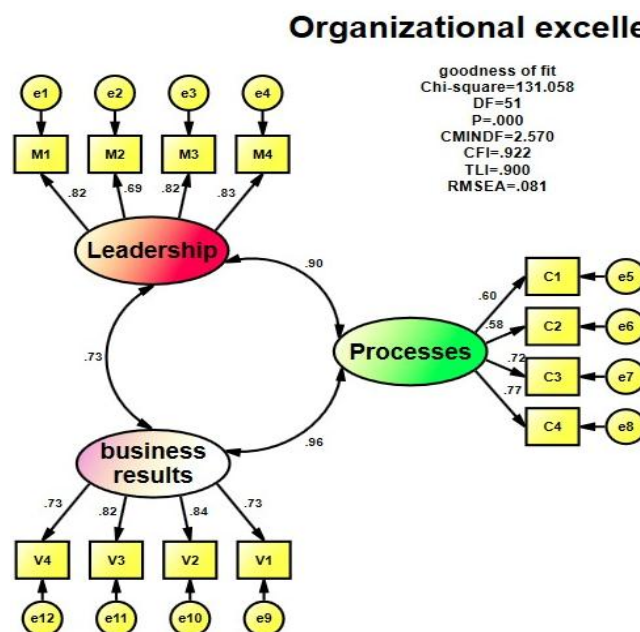 Organizational excelle
goodness of fit
Chi-square=131.058
DF=51
P=.000
CMINDF=2.570
CFI=.922
TLI=.900
RMSEA=.081
e1 e2 e3 e4
M1 M2 M3 M4
.82 .69 .82 .83
Leadership
.90
.73
Processes
.60
.58
.72
.77
C1 e5
C2 e6
C3 e7
C4 e8
.96
business
results
.73 .82 .84 .73
V4 V3 V2 V1
e12 e11 e10 e9